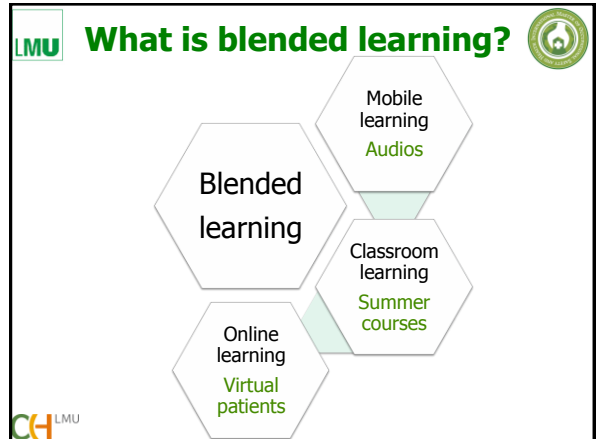 LMU
What is blended learning?
Mobile
learning
Audios
Blended
learning
Classroom
learning
Summer
courses
Online
learning
Virtual
patients
CH LMU